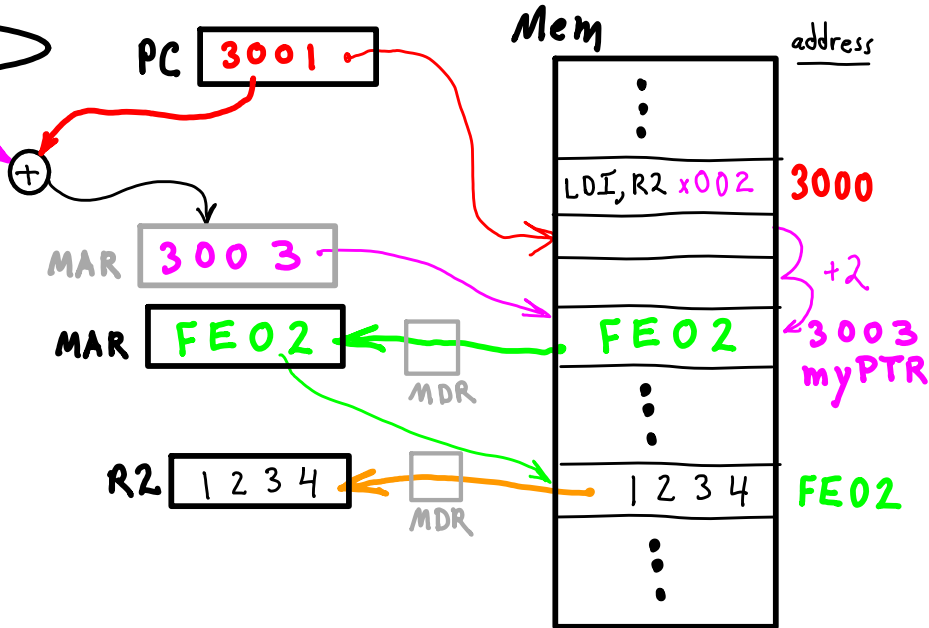 Mem
address
PC 3001
LDI, R2 x002 3000
+
MAR 3003
+2
MAR FE02
MDR
FE02 3003
myPTR
R2 1234
MDR
1234 FE02